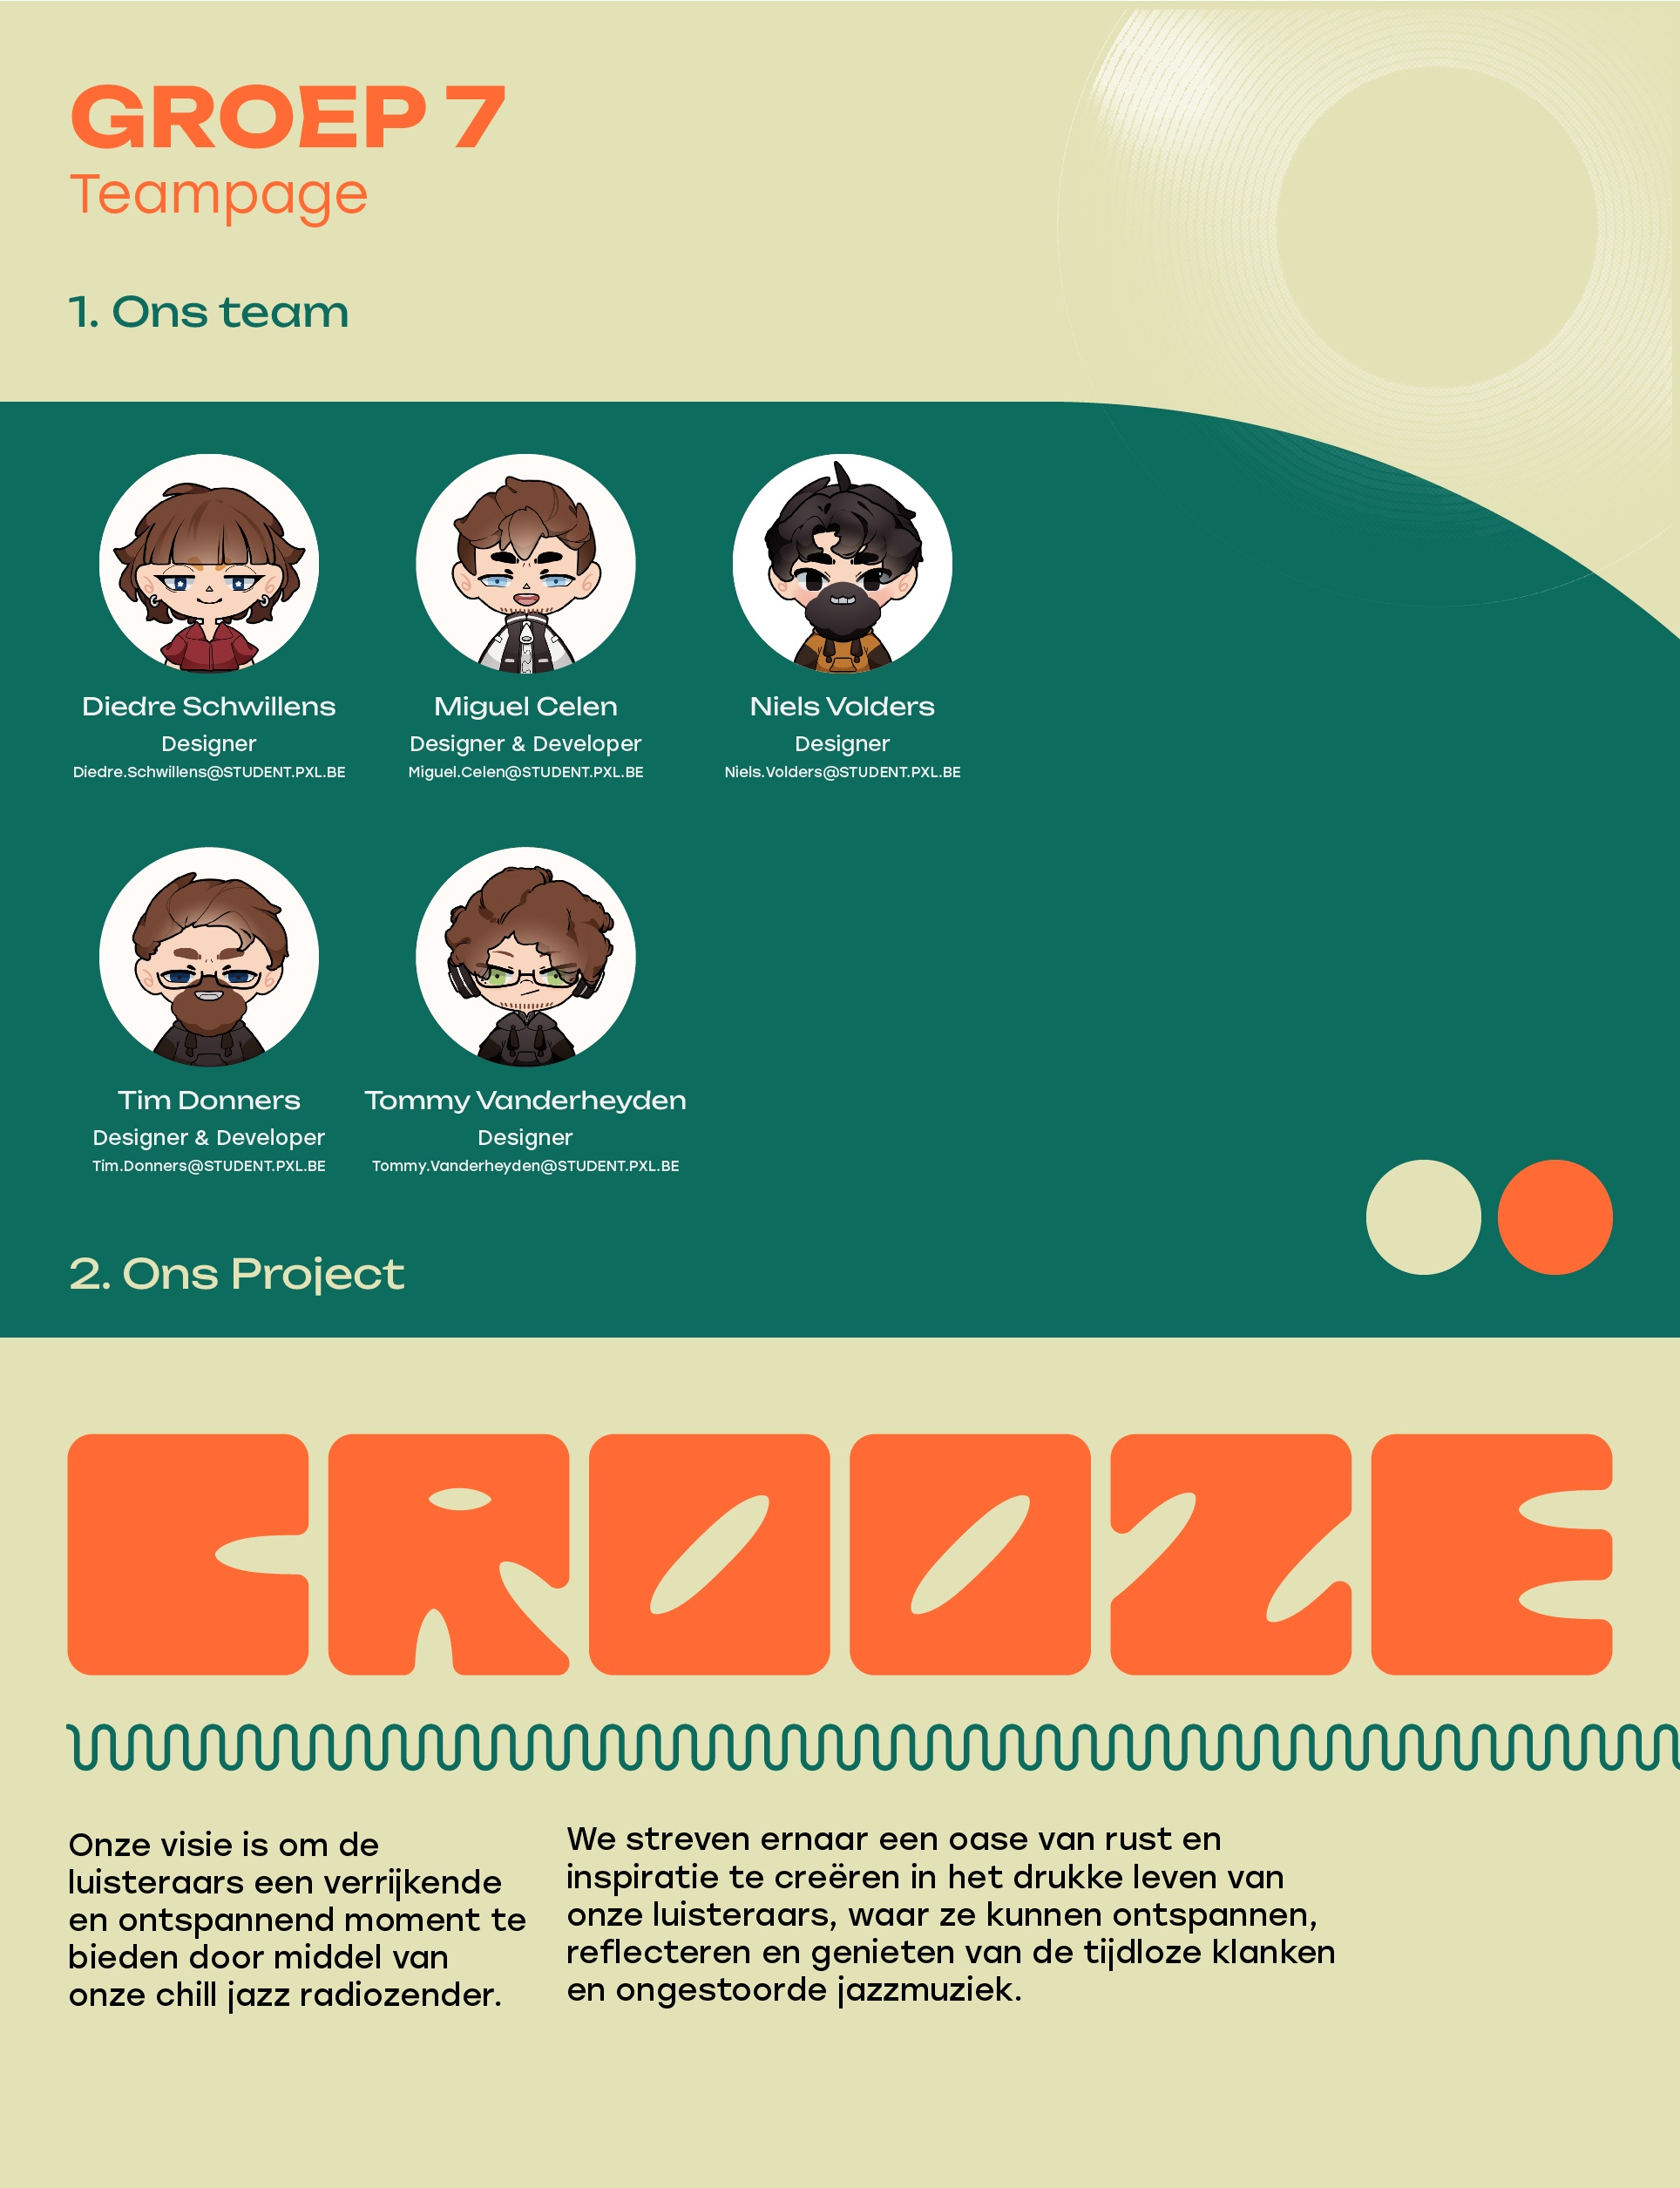 GROEP 7
Teampage
1. Ons team
Diedre Schwillens
Designer
Diedre.Schwillens@STUDENT.PXL.BE
Miguel Celen
Designer & Developer
Miguel.Celen@STUDENT.PXL.BE
Niels Volders
Designer
Niels.Volders@STUDENT.PXL.BE
Tim Donners
Designer & Developer
Tim.Donners@STUDENT.PXL.BE
Tommy Vanderheyden
Designer
Tommy.Vanderheyden@STUDENT.PXL.BE
2. Ons Project
CROOZE
Onze visie is om de
luisteraars een verrijkende
en ontspannend moment te
bieden door middel van
onze chill jazz radiozender.
We streven ernaar een oase van rust en
inspiratie te creëren in het drukke leven van
onze luisteraars, waar ze kunnen ontspannen,
reflecteren en genieten van de tijdloze klanken
en ongestoorde jazzmuziek.